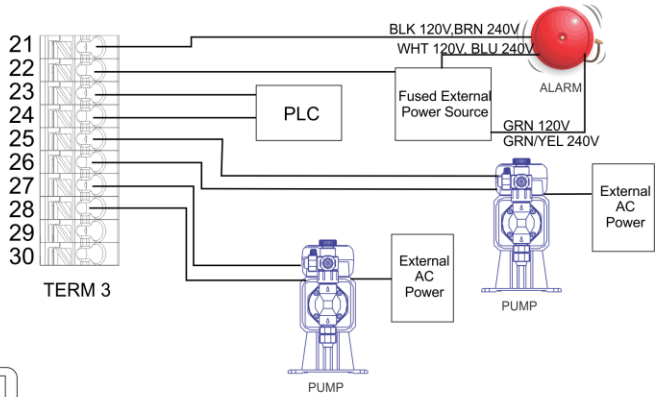 BLK 120V,BRN 240V
21
WHT 120V, BLU 240V
22
ALARM
23
Fused External
Power Source
PLC
24
GRN 120V
GRN/YEL 240V
25
26
27
External
AC
Power
28
29
External
AC
Power
30
TERM 3
PUMP
PUMP